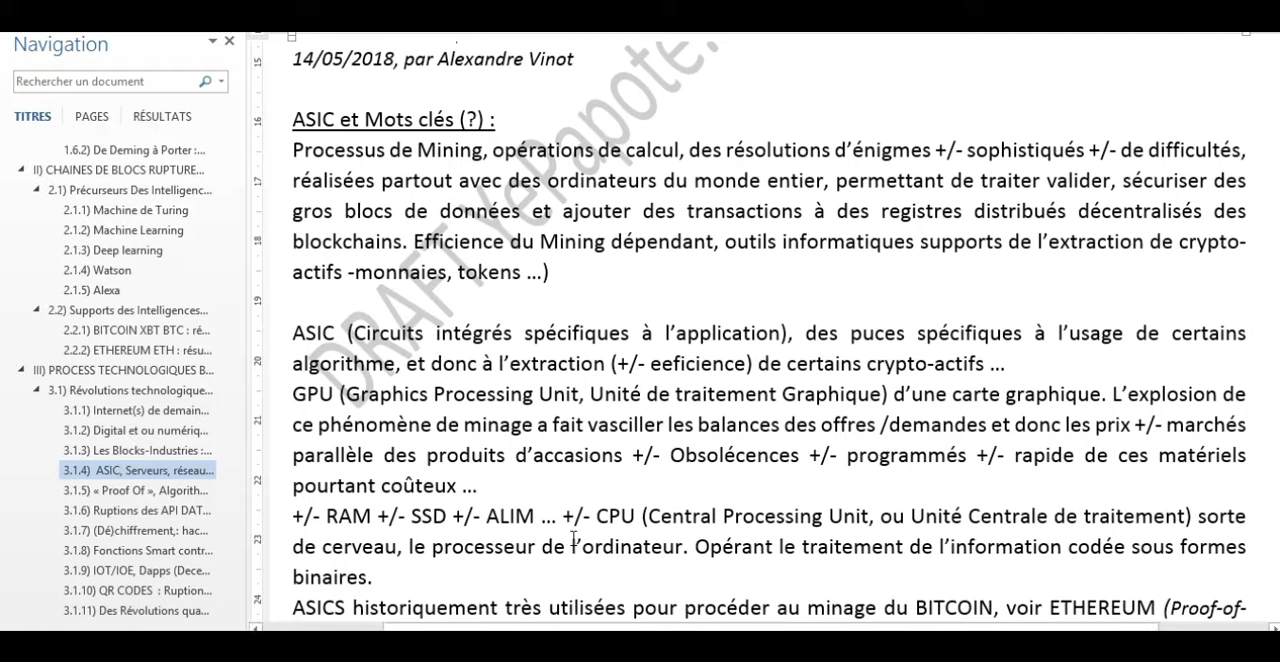 Navigation
Rechercher un document
TITRES PAGES RÉSULTATS
1.6.2) De Deming à Porter :...
II) CHAINES DE BLOCS RUPTURE...
2.1) Précurseurs Des Intelligenc...
2.1.1) Machine de Turing
2.1.2) Machine Learning
2.1.3) Deep learning
2.1.4) Watson
2.1.5) Alexa
2.2) Supports des Intelligences...
2.2.1) BITCOIN XBT BTC : ré...
2.2.2) ETHEREUM ETH : résu...
III) PROCESS TECHNOLOGIQUES B...
3.1) Révolutions technologique...
3.1.1) Internet(s) de demain...
3.1.2) Digital et ou numériq...
3.1.3) Les Blocks-Industries :...
3.1.4) ASIC, Serveurs, réseau...
3.1.5) « Proof Of », Algorith...
3.1.6) Ruptions des API DAT...
3.1.7) (Dé)chiffrement,: hac...
3.1.8) Fonctions Smart contr...
3.1.9) IOT/IOE, Dapps (Dece...
3.1.10) QR CODES : Ruption...
3.1.11) Des Révolutions qua...
15
16
17
18
19
20
21
22
23
24
14/05/2018, par Alexandre Vinot
ASIC et Mots clés (?) :
Processus de Mining, opérations de calcul, des résolutions d’énigmes +/- sophistiqués +/- de difficultés,
réalisées partout avec des ordinateurs du monde entier, permettant de traiter valider, sécuriser des
gros blocs de données et ajouter des transactions à des registres distribués décentralisés des
blockchains. Efficience du Mining dépendant, outils informatiques supports de l’extraction de crypto-
actifs -monnaies, tokens ...)
ASIC (Circuits intégrés spécifiques à l’application), des puces spécifiques à l’usage de certains
algorithme, et donc à l’extraction (+/- eeficience) de certains crypto-actifs ...
GPU (Graphics Processing Unit, Unité de traitement Graphique) d’une carte graphique. L’explosion de
ce phénomène de minage a fait vasciller les balances des offres /demandes et donc les prix +/- marchés
parallèle des produits d’accasions +/- Obsolécences +/- programmés +/- rapide de ces matériels
pourtant coûteux ...
+/- RAM +/- SSD +/- ALIM ... +/- CPU (Central Processing Unit, ou Unité Centrale de traitement) sorte
de cerveau, le processeur de l’ordinateur. Opérant le traitement de l’information codée sous formes
binaires.
ASICS historiquement très utilisées pour procéder au minage du BITCOIN, voir ETHEREUM (Proof-of-
DRAFT YePapote.